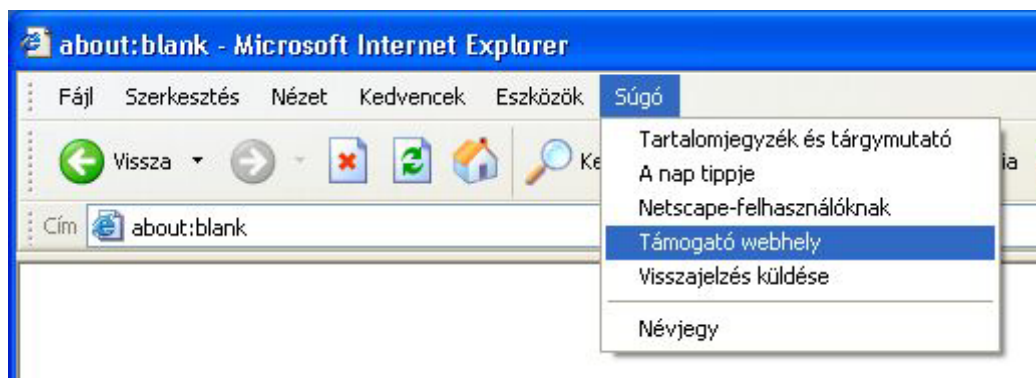 about:blank - Microsoft Internet Explorer
Fájl Szerkesztés Nézet Kedvencek Eszközök Súgó
Vissza
Cím about:blank
Tartalomjegyzék és tárgymutató
A nap tippje
Netscape-felhasználóknak
Támogató webhely
Visszajelzés küldése
Névjegy